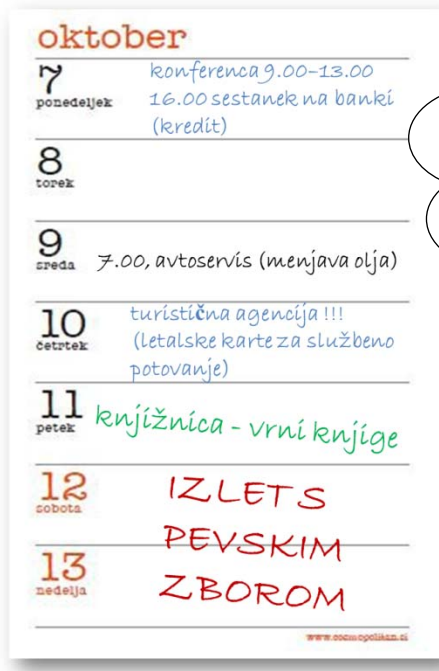 oktober
7
ponedeljek
konferenca 9.00-13.00
16.00 sestanek na banki
(kredit)
8
torek
9
sreda
7.00, avtoservis (menjava olja)
10
četrtek
turistična agencija !!!
(letalske karte za službeno
potovanje)
11
petek
knjižnica - vrni knjige
12
sobota
IZLET S
PEVSKIM
13
nedelja
ZBOROM
www.cosmopolitan.si